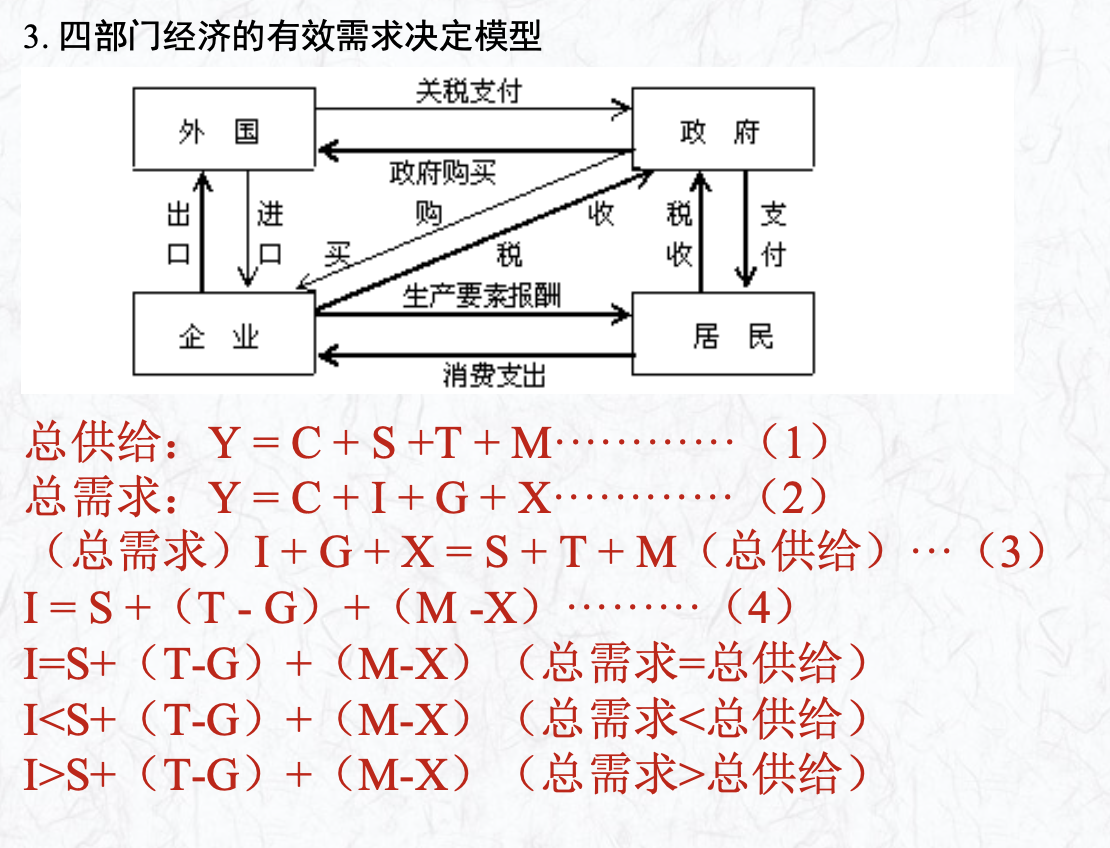 3. 四部门经济的有效需求决定模型
关税支付
外 国
政 府
政府购买
出口
进口
购买
税收
税收
支付
生产要素报酬
企 业
居 民
消费支出
总供给：Y = C + S +T + M…………（1）
总需求：Y = C + I + G + X…………（2）
（总需求）I + G + X = S + T + M（总供给）…（3）
I = S +（T - G）+（M -X）………（4）
I=S+（T-G）+（M-X）（总需求=总供给）
I<S+（T-G）+（M-X）（总需求<总供给）
I>S+（T-G）+（M-X）（总需求>总供给）